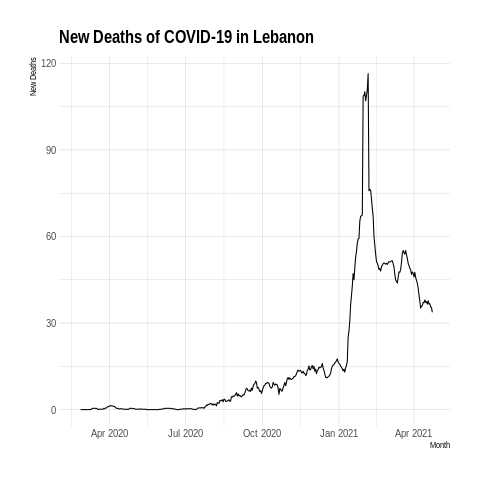 New Deaths of COVID-19 in Lebanon
New Deaths
120
90
60
30
0
Apr 2020 Jul 2020 Oct 2020 Jan 2021 Apr 2021
Month